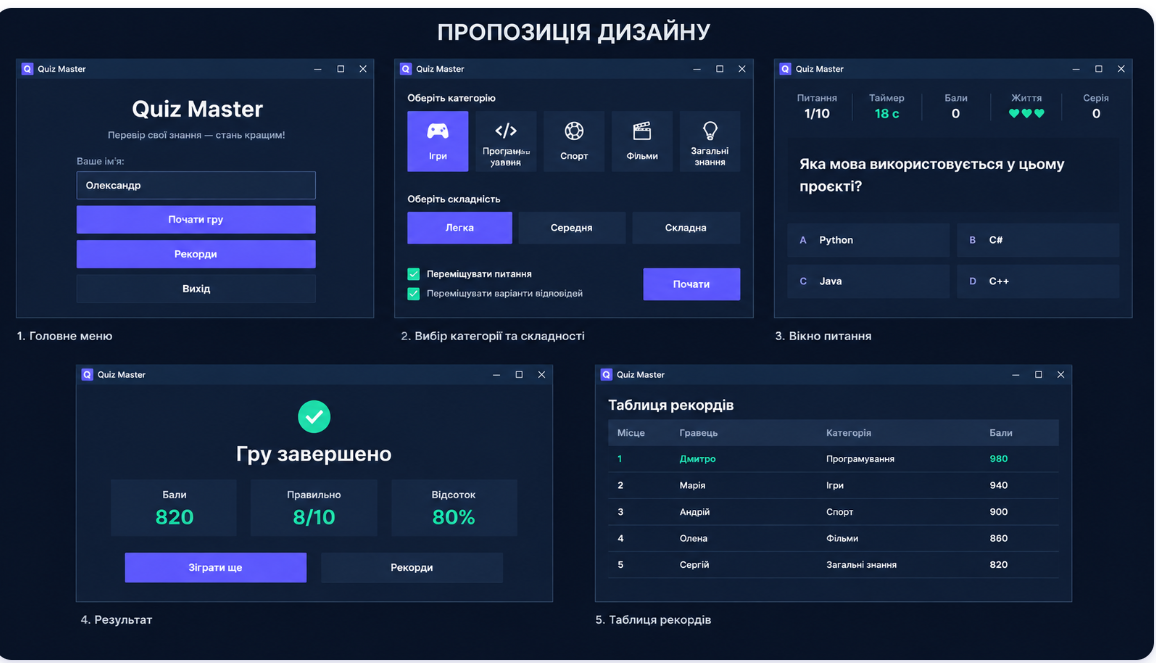 ПРОПОЗИЦІЯ ДИЗАЙНУ
Quiz Master
Quiz Master
Перевір свої знання — стань кращим!
Ваше ім'я:
Олександр
Почати гру
Рекорди
Вихід
1. Головне меню
Quiz Master
Оберіть категорію
Ігри
Спорт
Фільми
Загальні
знання
Оберіть складність
Легка
Середня
Складна
Переміщувати питання
Переміщувати варіанти відповідей
Почати
2. Вибір категорії та складності
Quiz Master
Питання
Таймер
Бали
Життя
Серія
1/10
18 с
0
0
Яка мова використовується у цьому
проєкті?
A Python
B C#
C Java
D C++
3. Вікно питання
Quiz Master
Гру завершено
Бали
820
Правильно
8/10
Відсоток
80%
Зіграти ще
Рекорди
4. Результат
Quiz Master
Таблиця рекордів
Місце Гравець Категорія Бали
1 Дмитро Програмування 980
2 Марія Ігри 940
3 Андрій Спорт 900
4 Олена Фільми 860
5 Сергій Загальні знання 820
5. Таблиця рекордів